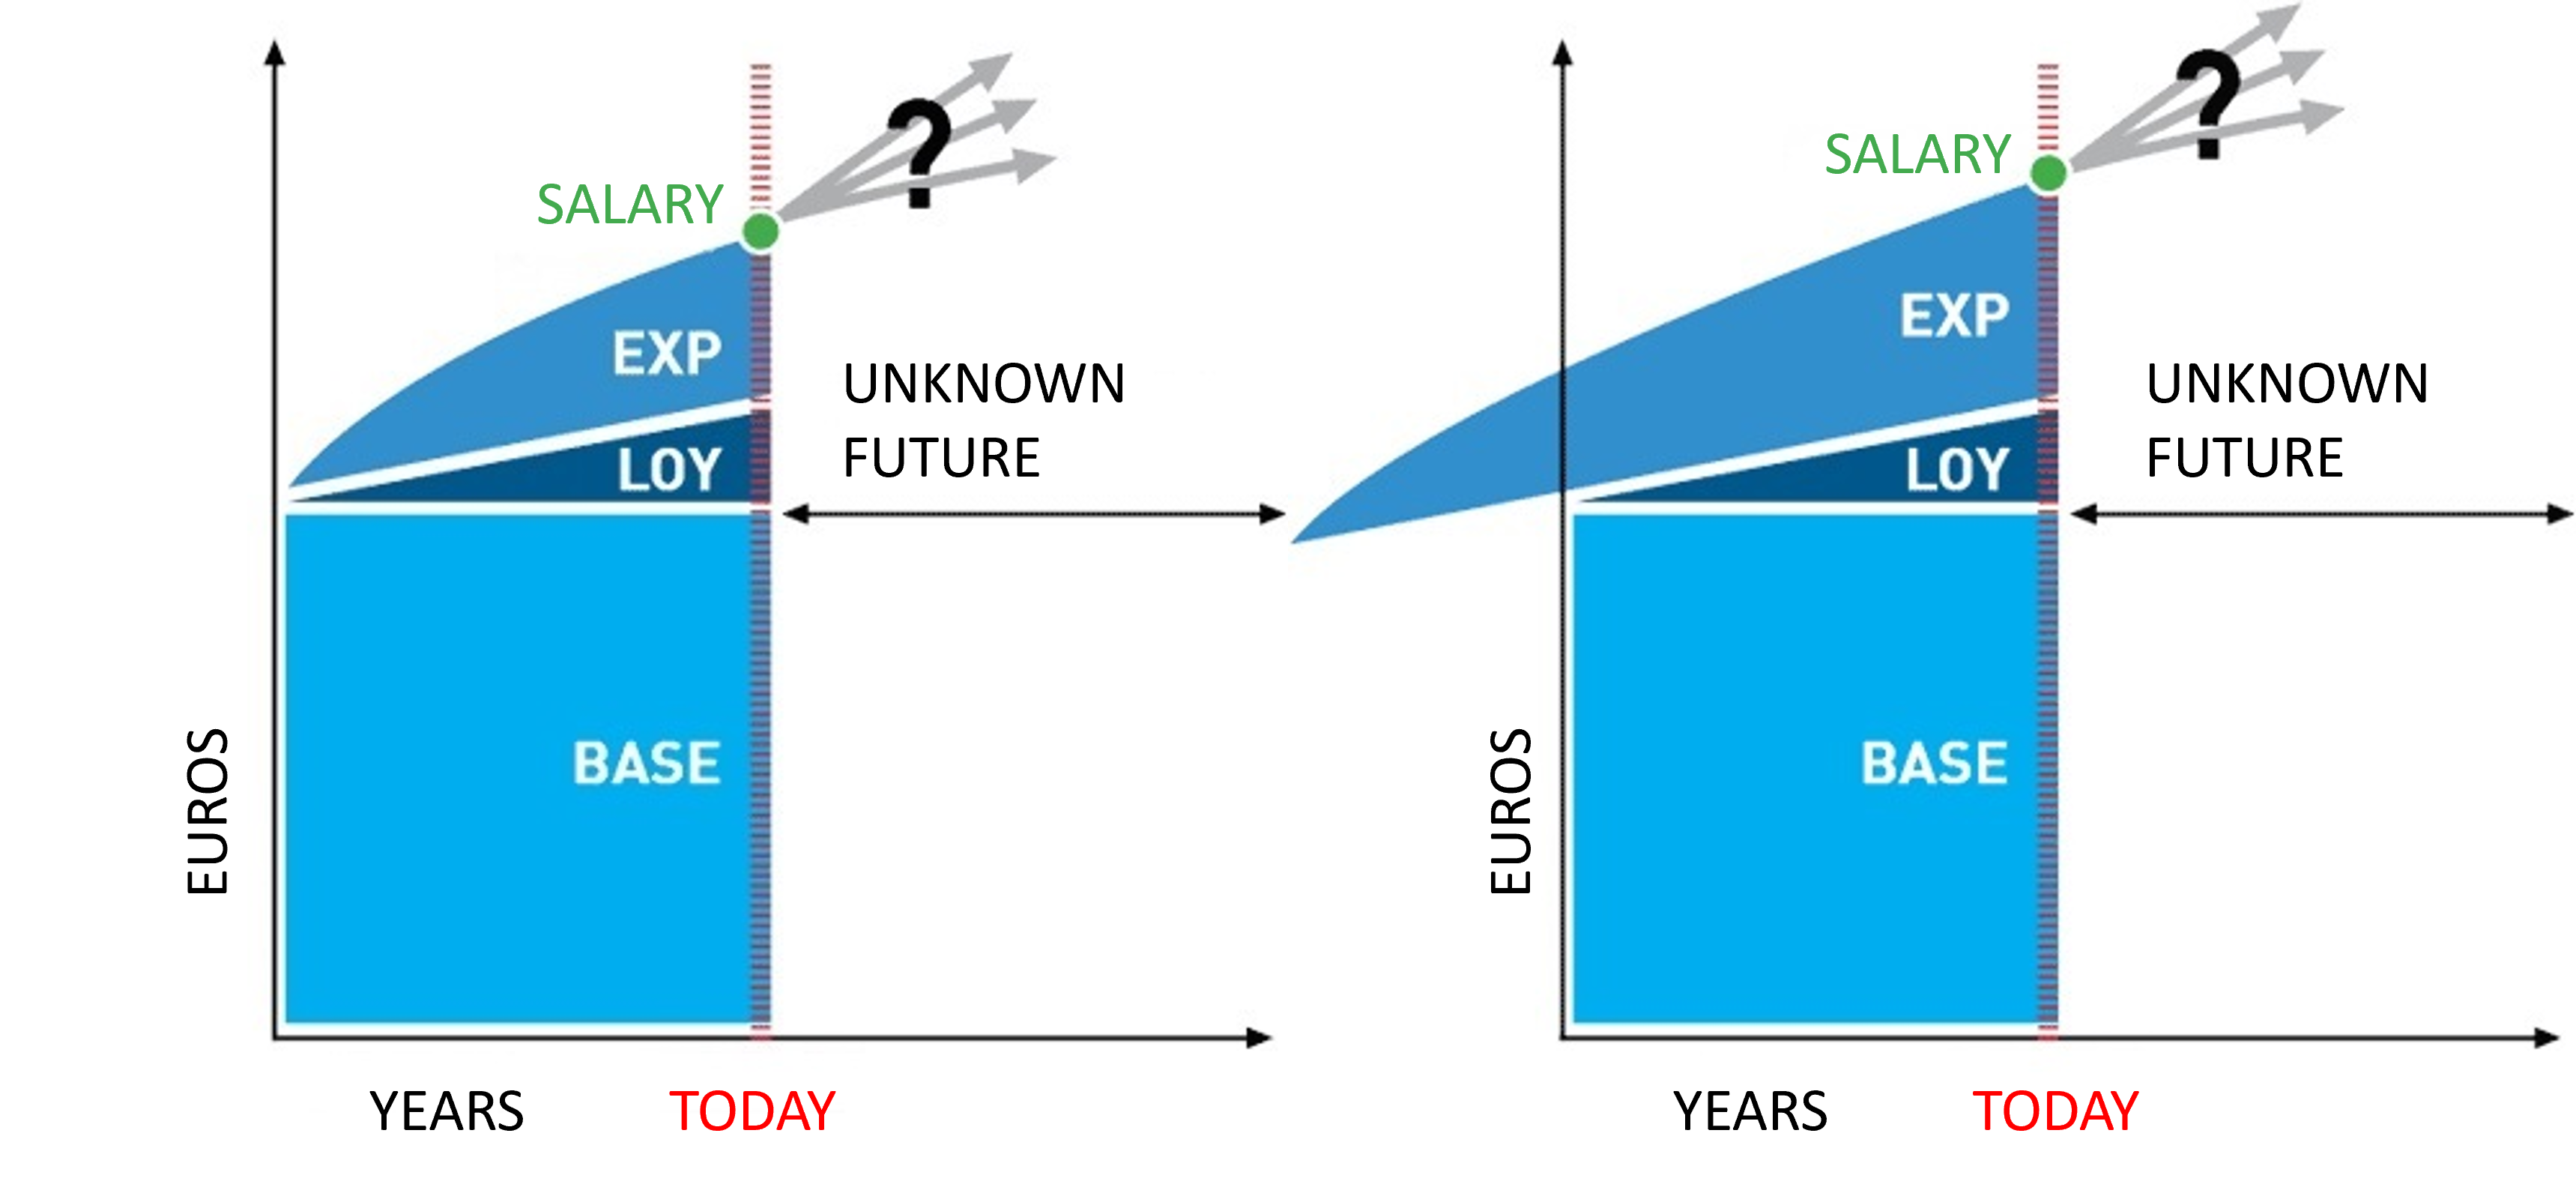 ?
SALARY
EXP
UNKNOWN
FUTURE
LOY
BASE
EUROS
YEARS
TODAY
?
SALARY
EXP
UNKNOWN
FUTURE
LOY
BASE
EUROS
YEARS
TODAY